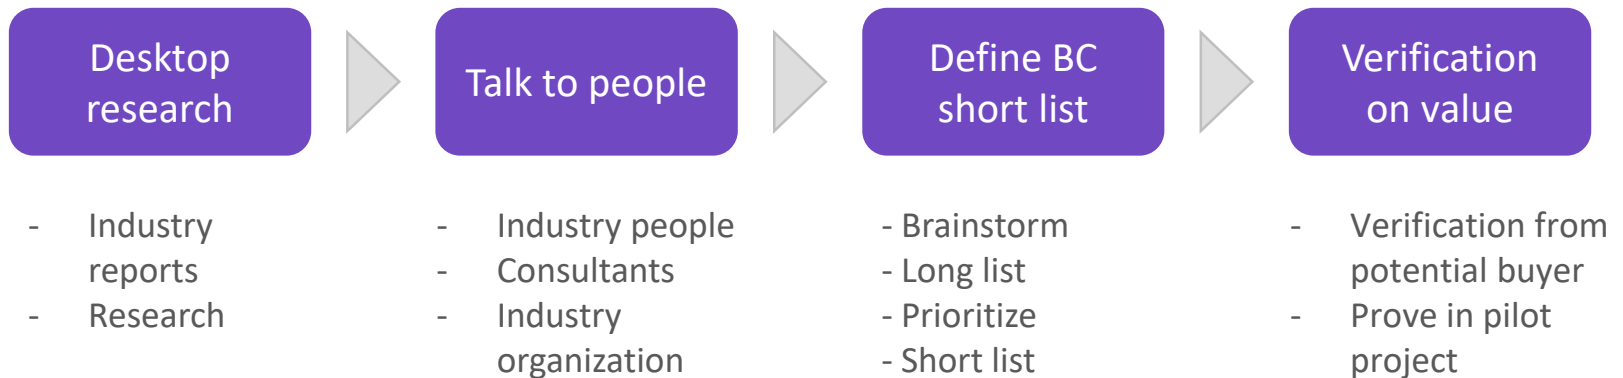 Desktop
research
Talk to people
Define BC
short list
Verification
on value
- Industry
reports
- Research
- Industry people
- Consultants
- Industry
organization
- Brainstorm
- Long list
- Prioritize
- Short list
- Verification from
potential buyer
- Prove in pilot
project